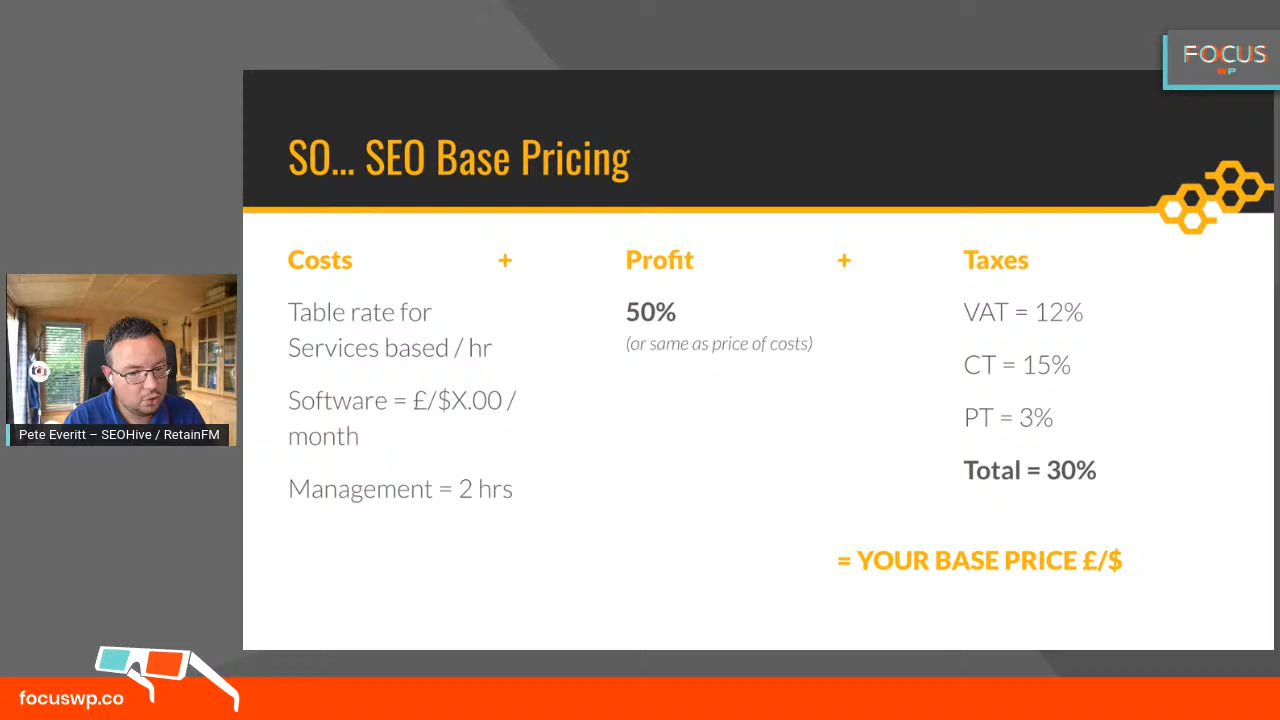 FOCUS
WP
SO... SEO Base Pricing
Costs + Profit + Taxes
Table rate for
Services based / hr
Software = £/$X.00 /
month
Management = 2 hrs
50%
(or same as price of costs)
VAT = 12%
CT = 15%
PT = 3%
Total = 30%
= YOUR BASE PRICE £/$
Pete Everitt – SEOHive / RetainFM
focuswp.co